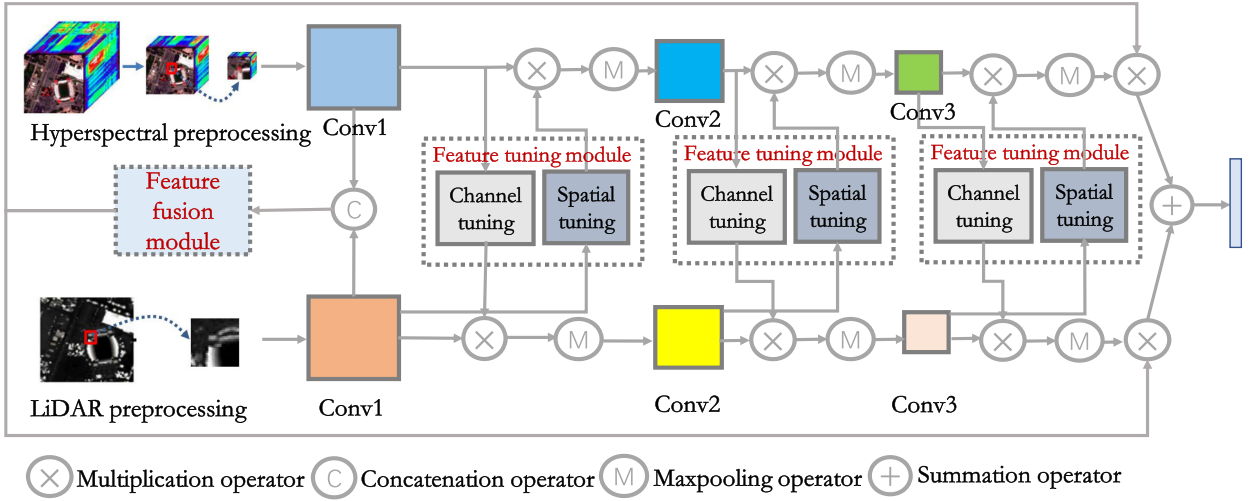 M
M
M
Hyperspectral preprocessing
Conv1
Conv2
Conv3
Feature tuning module
Channel
tuning
Spatial
tuning
Feature tuning module
Channel
tuning
Spatial
tuning
Feature tuning module
Channel
tuning
Spatial
tuning
Feature
fusion
module
C
M
M
M
LiDAR preprocessing
Conv1
Conv2
Conv3
Multiplication operator
C
Concatenation operator
M
Maxpooling operator
Summation operator